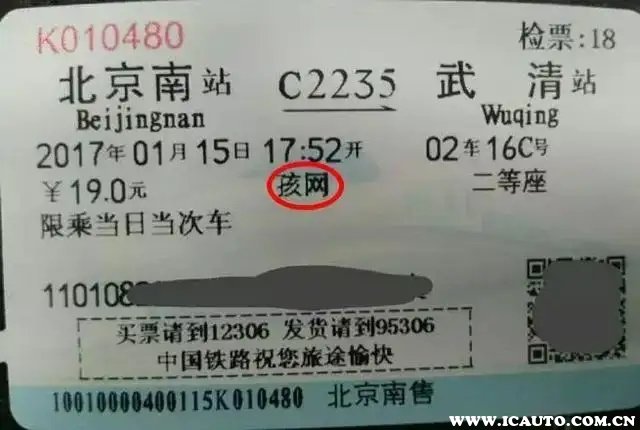 K010480 检票:18
北京南站 C2235 武清站
Beijingnan Wuqing
2017年01月15日 17:52开 02车16C号
￥19.0元 孩网 二等座
限乘当日当次车
110108
买票请到12306 发货请到95306
中国铁路祝您旅途愉快
10010000400115K010480 北京南售
WWW.ICAUTO.COM.CN